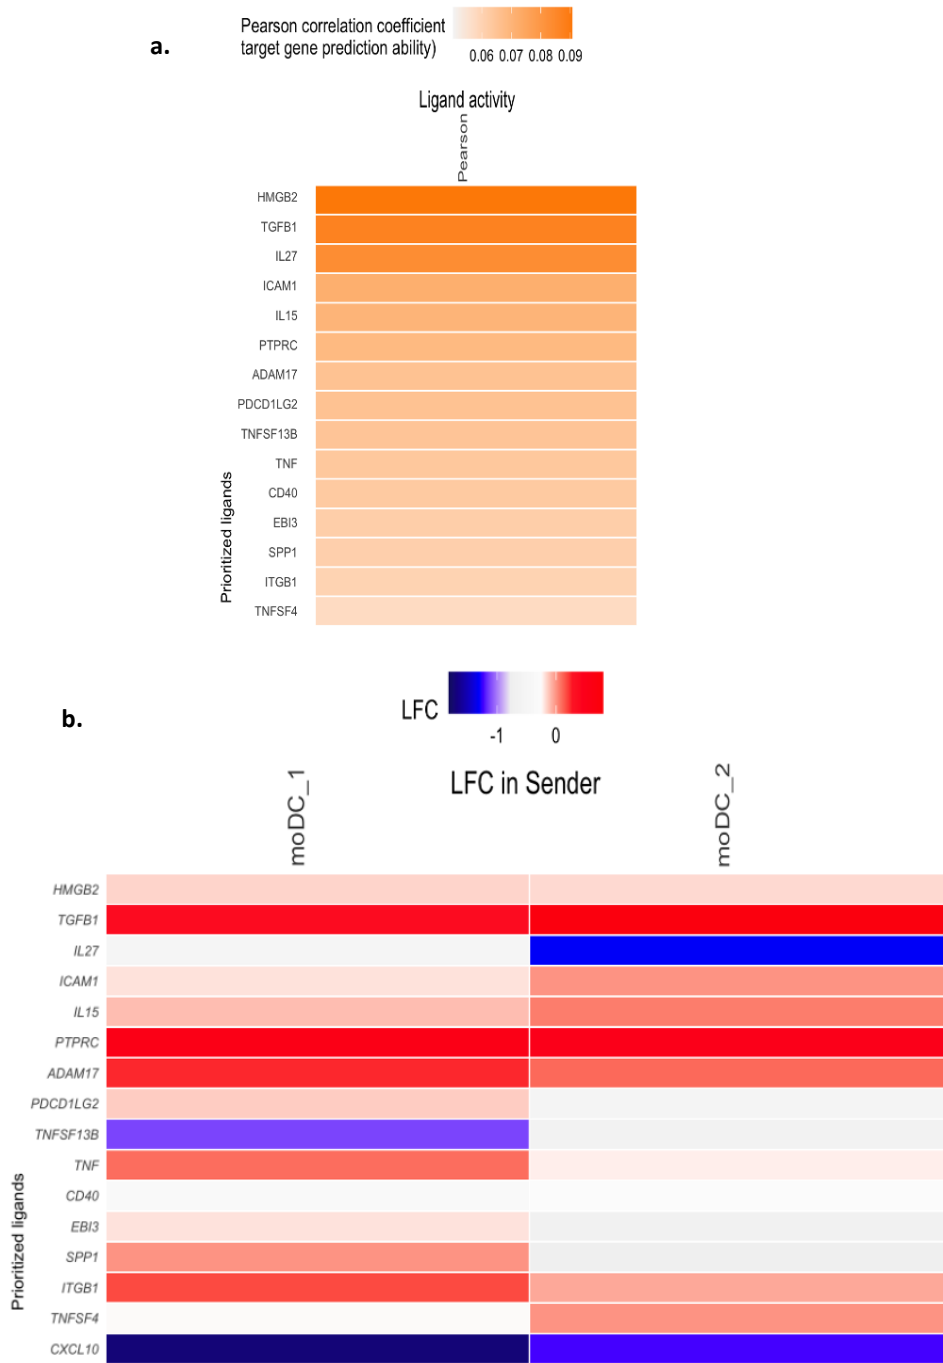 a.
Pearson correlation coefficient
target gene prediction ability)
0.06 0.07 0.08 0.09
Ligand activity
Pearson
Prioritized ligands
HMGB2
TGFB1
IL27
ICAM1
IL15
PTPRC
ADAM17
PDCD1LG2
TNFSF13B
TNF
CD40
EBI3
SPP1
ITGB1
TNFSF4
b.
LFC
-1 0
LFC in Sender
moDC_1
moDC_2
Prioritized ligands
HMGB2
TGFB1
IL27
ICAM1
IL15
PTPRC
ADAM17
PDCD1LG2
TNFSF13B
TNF
CD40
EBI3
SPP1
ITGB1
TNFSF4
CXCL10